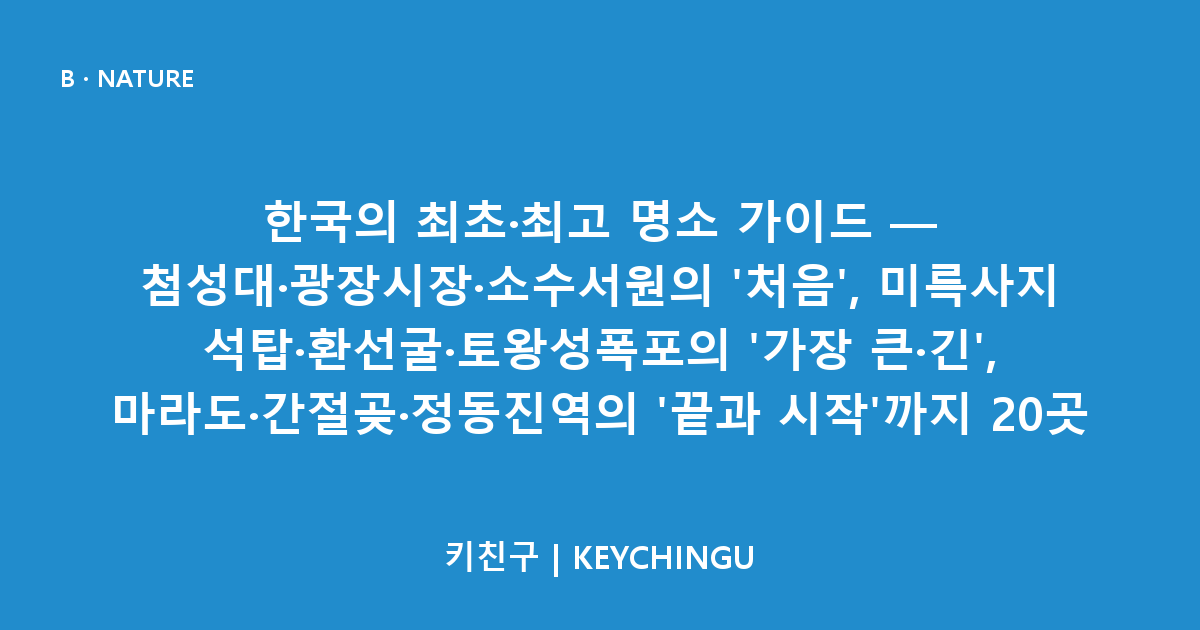 B · NATURE
한국의 최초·최고 명소 가이드 —
첨성대·광장시장·소수서원의 '처음', 미륵사지
석탑·환선굴·토왕성폭포의 '가장 큰·긴',
마라도·간절곶·정동진역의 '끝과 시작'까지 20곳
키친구 | KEYCHINGU